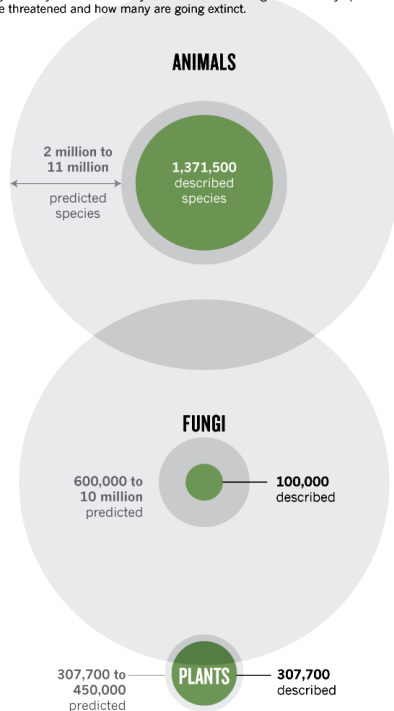 e threatened and how many are going extinct.
ANIMALS
2 million to
11 million
predicted
species
1,371,500
described
species
FUNGI
600,000 to
10 million
predicted
100,000
described
307,700 to
450,000
predicted
PLANTS
307,700
described